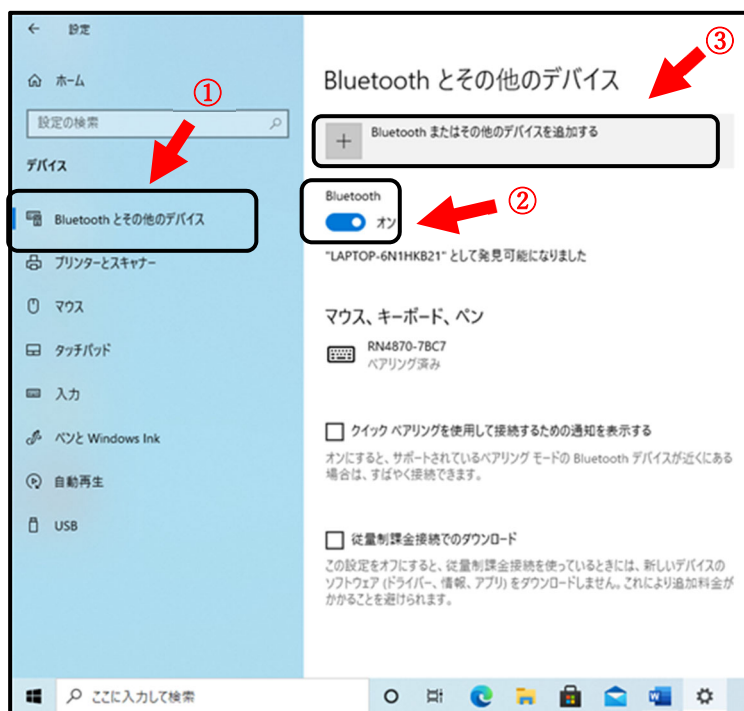 設定
ホーム
①
設定の検索
デバイス
Bluetooth とその他のデバイス
プリンターとスキャナー
マウス
タッチパッド
入力
ペンと Windows Ink
自動再生
USB
③
Bluetooth とその他のデバイス
Bluetooth またはその他のデバイスを追加する
Bluetooth
オン
②
"LAPTOP-6N1HKB21" として発見可能になりました
マウス、キーボード、ペン
RN4870-7BC7
ペアリング済み
クイック ペアリングを使用して接続するための通知を表示する
オンにすると、サポートされているペアリング モードの Bluetooth デバイスが近くにある
場合は、すばやく接続できます。
従量制課金接続でのダウンロード
この設定をオフにすると、従量制課金接続を使っているときには、新しいデバイスの
ソフトウェア (ドライバー、情報、アプリ) をダウンロードしません。これにより追加料金が
かかることを避けられます。
ここに入力して検索